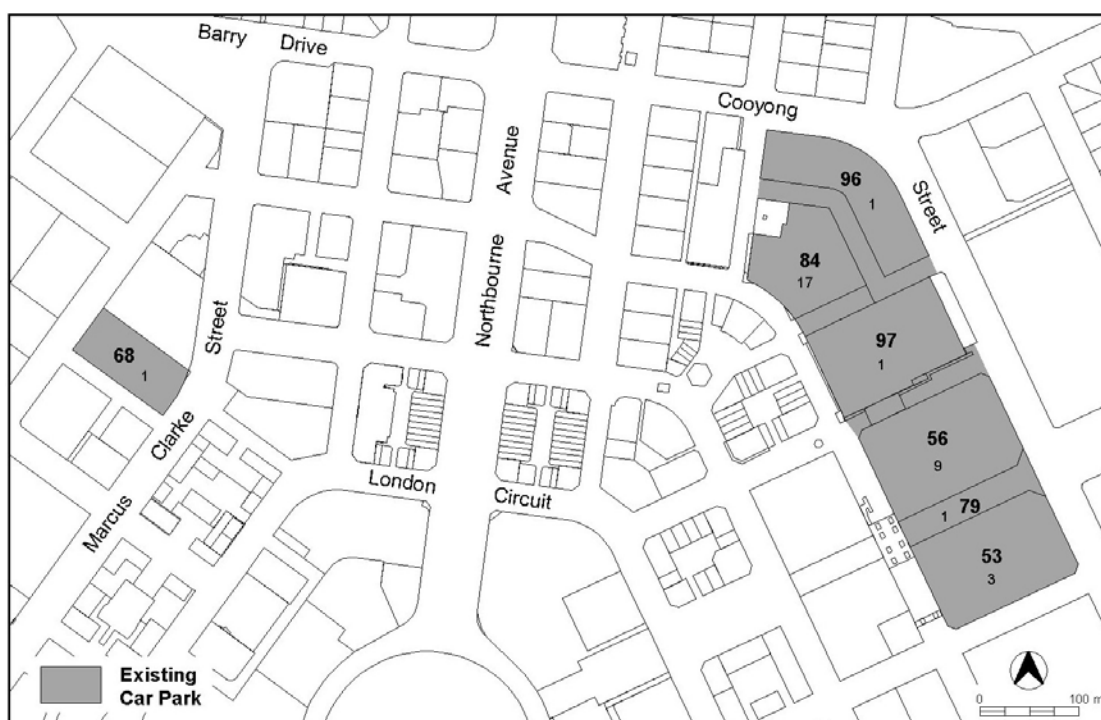 Barry Drive
Cooyong
Street
Avenue
Northbourne
96
1
84
17
97
1
68
1
Street
Clarke
Marcus
London
Circuit
56
9
79
1
53
3
Existing
Car Park
0 100 m